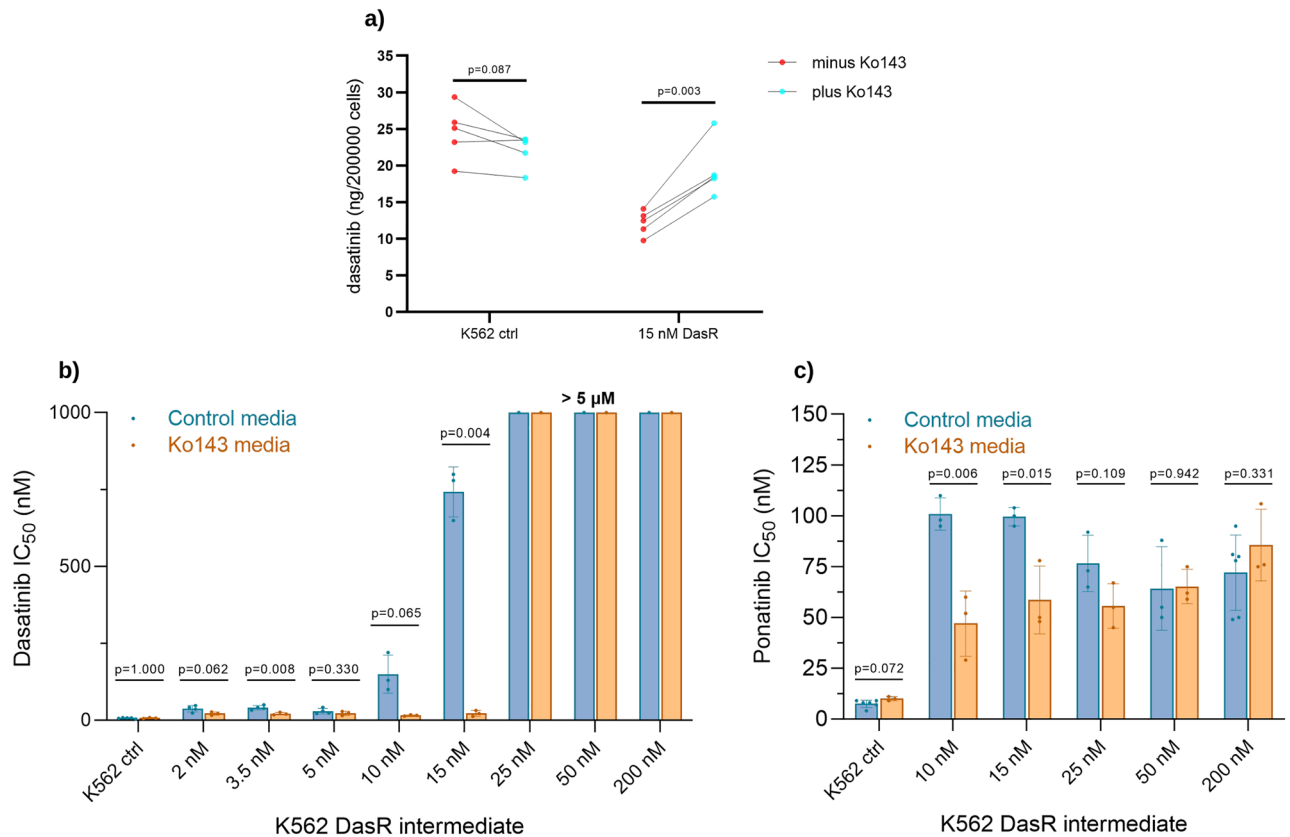 a)
dasatinib (ng/200000 cells)
35
30
25
20
15
10
5
0
p=0.087
p=0.003
minus Ko143
plus Ko143
K562 ctrl
15 nM DasR
b)
Dasatinib IC50 (nM)
1000
500
0
Control media
Ko143 media
> 5 µM
p=1.000
p=0.062
p=0.008
p=0.330
p=0.065
p=0.004
K562 ctrl
2 nM
3.5 nM
5 nM
10 nM
15 nM
25 nM
50 nM
200 nM
K562 DasR intermediate
c)
Ponatinib IC50 (nM)
150
125
100
75
50
25
0
Control media
Ko143 media
p=0.072
p=0.006
p=0.015
p=0.109
p=0.942
p=0.331
K562 ctrl
10 nM
15 nM
25 nM
50 nM
200 nM
K562 DasR intermediate